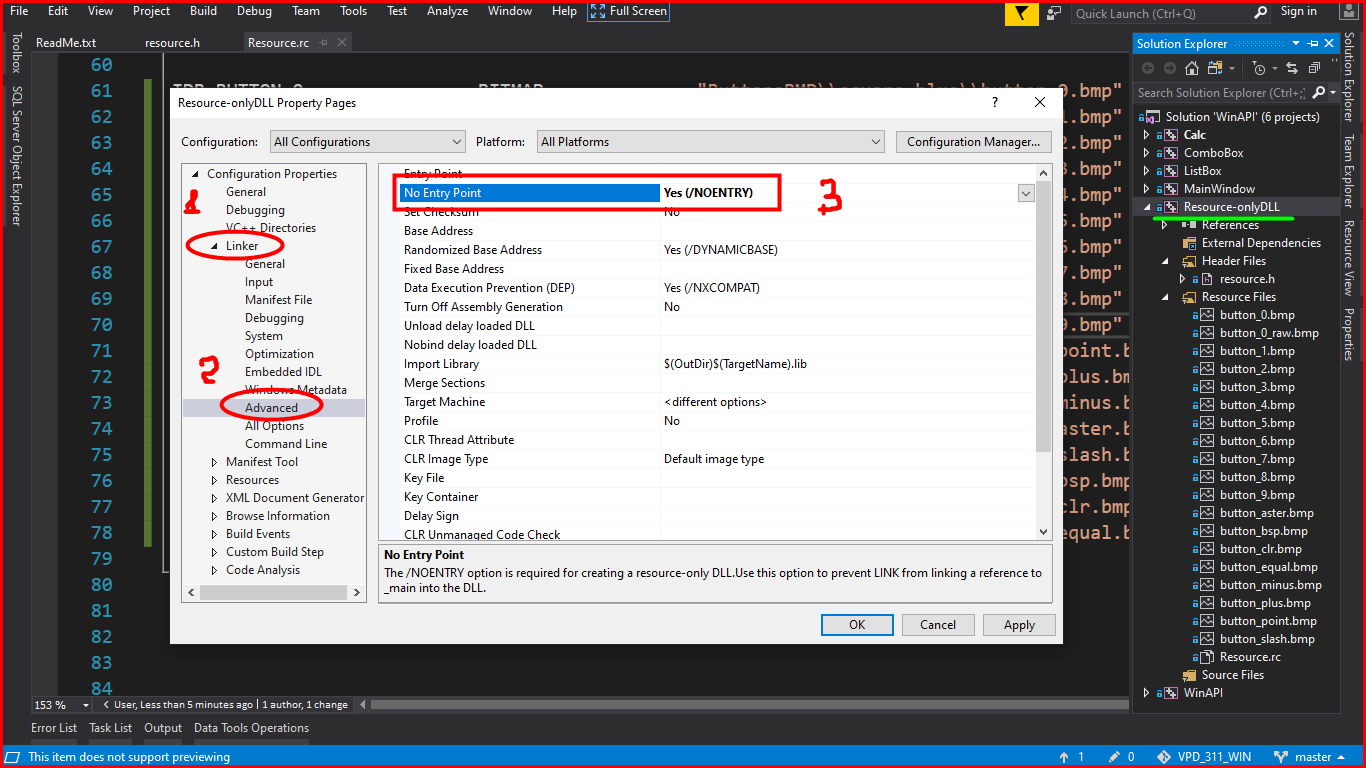 File Edit View Project Build Debug Team Tools Test Analyze Window Help Full Screen Quick Launch (Ctrl+Q) Sign in
ReadMe.txt resource.h Resource.rc
Toolbox
SQL Server Object Explorer
60
61
62
63
64
65
66
67
68
69
70
71
72
73
74
75
76
77
78
79
80
81
82
83
84
BITMAP
Resource-onlyDLL Property Pages ?
Configuration: All Configurations Platform: All Platforms Configuration Manager...
1
2
3
Configuration Properties
General
Debugging
VC++ Directories
Linker
General
Input
Manifest File
Debugging
System
Optimization
Embedded IDL
Windows Metadata
Advanced
All Options
Command Line
Manifest Tool
Resources
XML Document Generator
Browse Information
Build Events
Custom Build Step
Code Analysis
Entry Point
No Entry Point Yes (/NOENTRY)
Set Checksum No
Base Address
Randomized Base Address Yes (/DYNAMICBASE)
Fixed Base Address
Data Execution Prevention (DEP) Yes (/NXCOMPAT)
Turn Off Assembly Generation No
Unload delay loaded DLL
Nobind delay loaded DLL
Import Library $(OutDir)$(TargetName).lib
Merge Sections
Target Machine <different options>
Profile No
CLR Thread Attribute
CLR Image Type Default image type
Key File
Key Container
Delay Sign
CLR Unmanaged Code Check
No Entry Point
The /NOENTRY option is required for creating a resource-only DLL.Use this option to prevent LINK from linking a reference to
_main into the DLL.
OK Cancel Apply
0.bmp"
1.bmp"
2.bmp"
3.bmp"
4.bmp"
5.bmp"
6.bmp"
7.bmp"
8.bmp"
9.bmp"
point.b
plus.bm
minus.b
aster.b
slash.b
bsp.bmp
clr.bmp
equal.b
Solution Explorer
Search Solution Explorer (Ctrl+;)
Solution 'WinAPI' (6 projects)
Calc
ComboBox
ListBox
MainWindow
Resource-onlyDLL
References
External Dependencies
Header Files
resource.h
Resource Files
button_0.bmp
button_0_raw.bmp
button_1.bmp
button_2.bmp
button_3.bmp
button_4.bmp
button_5.bmp
button_6.bmp
button_7.bmp
button_8.bmp
button_9.bmp
button_aster.bmp
button_bsp.bmp
button_clr.bmp
button_equal.bmp
button_minus.bmp
button_plus.bmp
button_point.bmp
button_slash.bmp
Resource.rc
Source Files
WinAPI
Solution Explorer
Team Explorer
Resource View
Properties
153 % User, Less than 5 minutes ago | 1 author, 1 change
Error List Task List Output Data Tools Operations
This item does not support previewing 1 0 VPD_311_WIN master